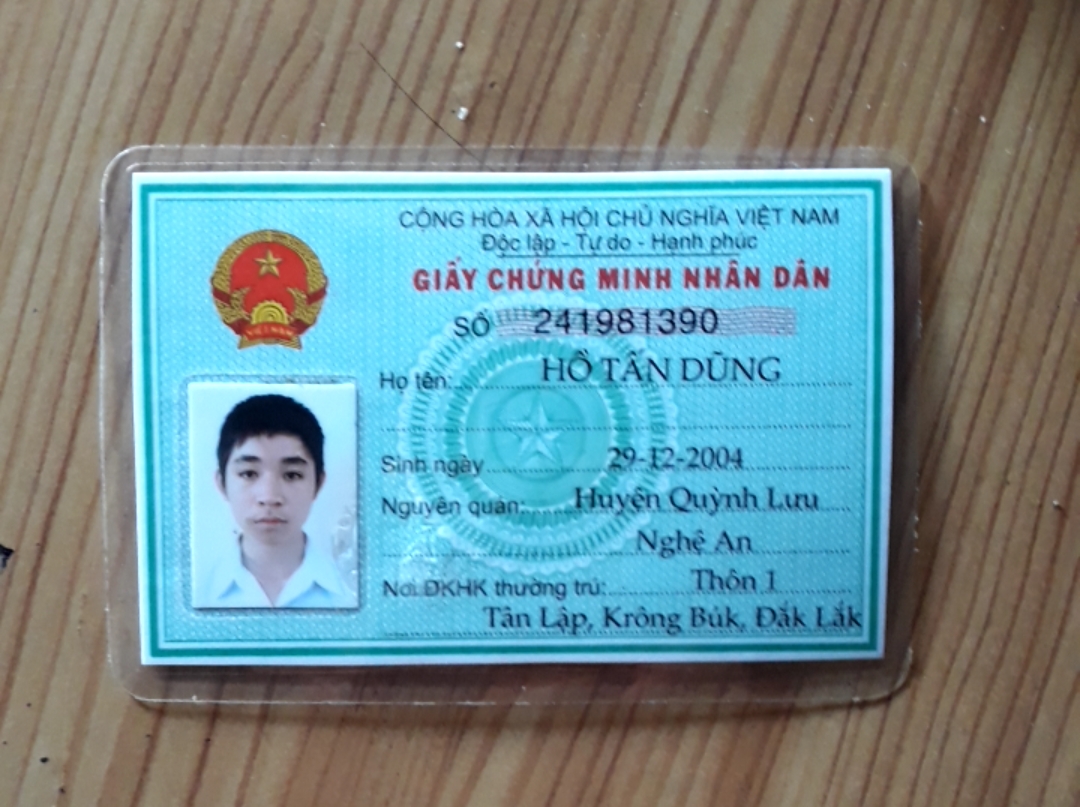 CỘNG HÒA XÃ HỘI CHỦ NGHĨA VIỆT NAM
Độc lập - Tự do - Hạnh phúc
GIẤY CHỨNG MINH NHÂN DÂN
SỐ 241981390
Họ tên: HỒ TẤN DŨNG
Sinh ngày 29-12-2004
Nguyên quán: Huyện Quỳnh Lưu
Nghệ An
Nơi ĐKHK thường trú: Thôn 1
Tân Lập, Krông Búk, Đắk Lắk
VIỆT NAM